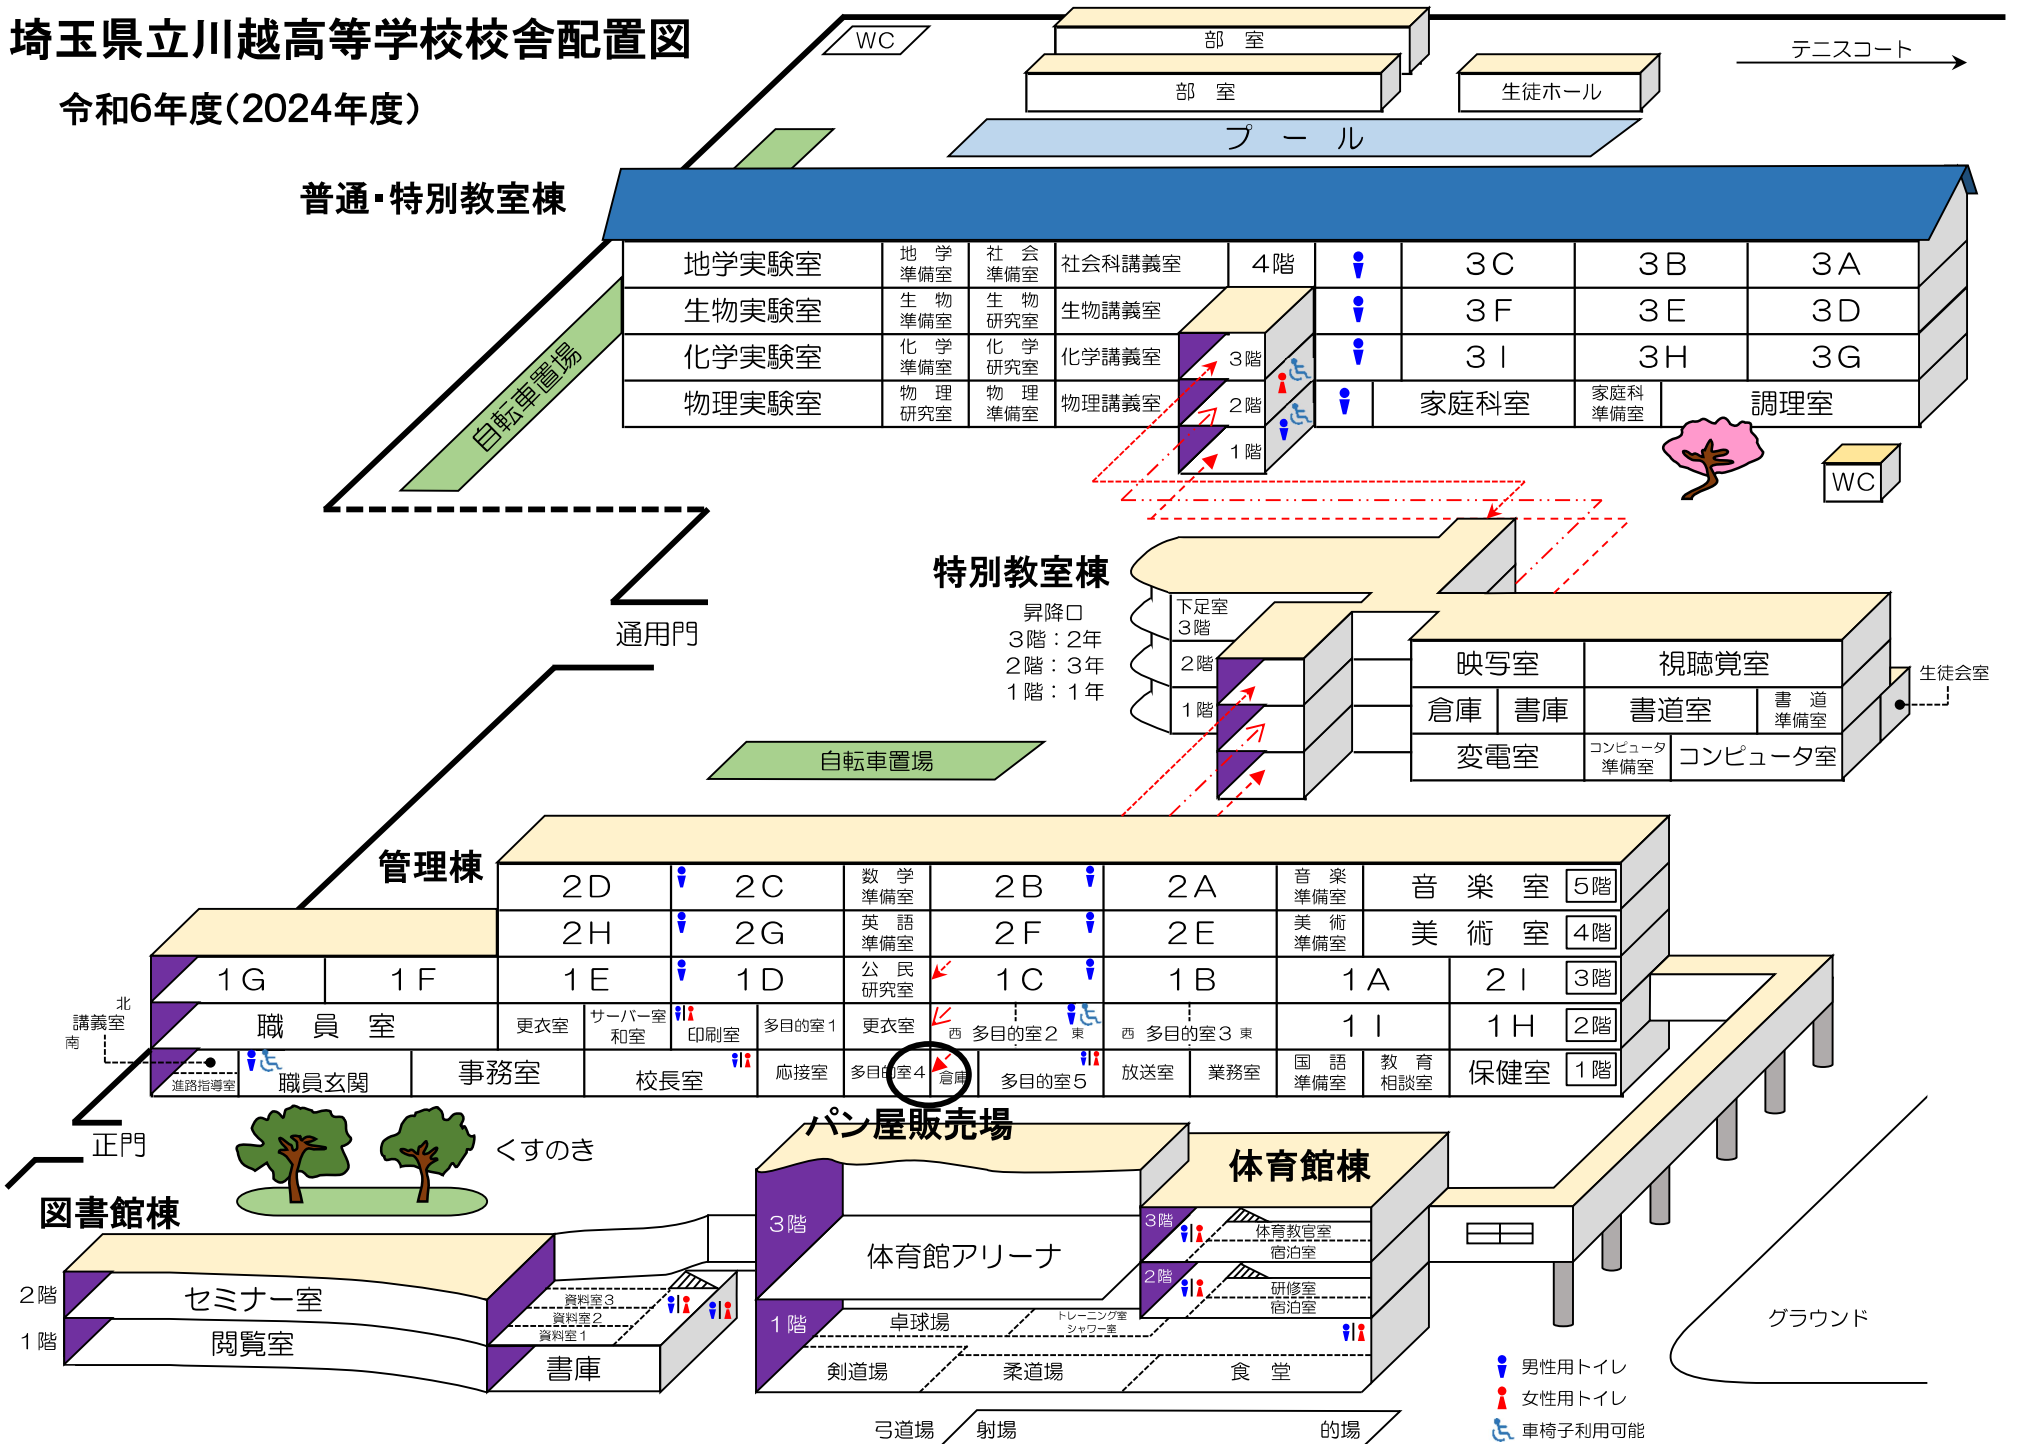 埼玉県立川越高等学校校舎配置図
令和6年度(2024年度)
WC
部　室
部　室
生徒ホール
テニスコート
プ　ー　ル
普通・特別教室棟
地学実験室
地　学
準備室
社　会
準備室
社会科講義室
4階
3C
3B
3A
生物実験室
生　物
準備室
生　物
研究室
生物講義室
3F
3E
3D
化学実験室
化　学
準備室
化　学
研究室
化学講義室
3階
3I
3H
3G
物理実験室
物　理
研究室
物　理
準備室
物理講義室
2階
家庭科室
家庭科
準備室
調理室
1階
自転車置場
WC
通用門
特別教室棟
昇降口
3階：2年
2階：3年
1階：1年
下足室
3階
2階
1階
映写室
視聴覚室
倉庫
書庫
書道室
書　道
準備室
変電室
コンピュータ
準備室
コンピュータ室
生徒会室
自転車置場
管理棟
2D
2C
数　学
準備室
2B
2A
音　楽
準備室
音　楽　室
5階
2H
2G
英　語
準備室
2F
2E
美　術
準備室
美　術　室
4階
1G
1F
1E
1D
公　民
研究室
1C
1B
1A
2I
3階
職　員　室
更衣室
サーバー室
和室
印刷室
多目的室1
更衣室
西　多目的室2　東
西　多目的室3　東
1I
1H
2階
北
講義室
南
進路指導室
職員玄関
事務室
校長室
応接室
多目的室4
倉庫
多目的室5
放送室
業務室
国　語
準備室
教　育
相談室
保健室
1階
正門
くすのき
パン屋販売場
体育館棟
図書館棟
2階
セミナー室
1階
閲覧室
資料室3
資料室2
資料室1
書庫
3階
体育館アリーナ
3階
体育教官室
宿泊室
2階
研修室
宿泊室
1階
卓球場
トレーニング室
シャワー室
剣道場
柔道場
食　堂
グラウンド
弓道場
射場
的場
男性用トイレ
女性用トイレ
車椅子利用可能